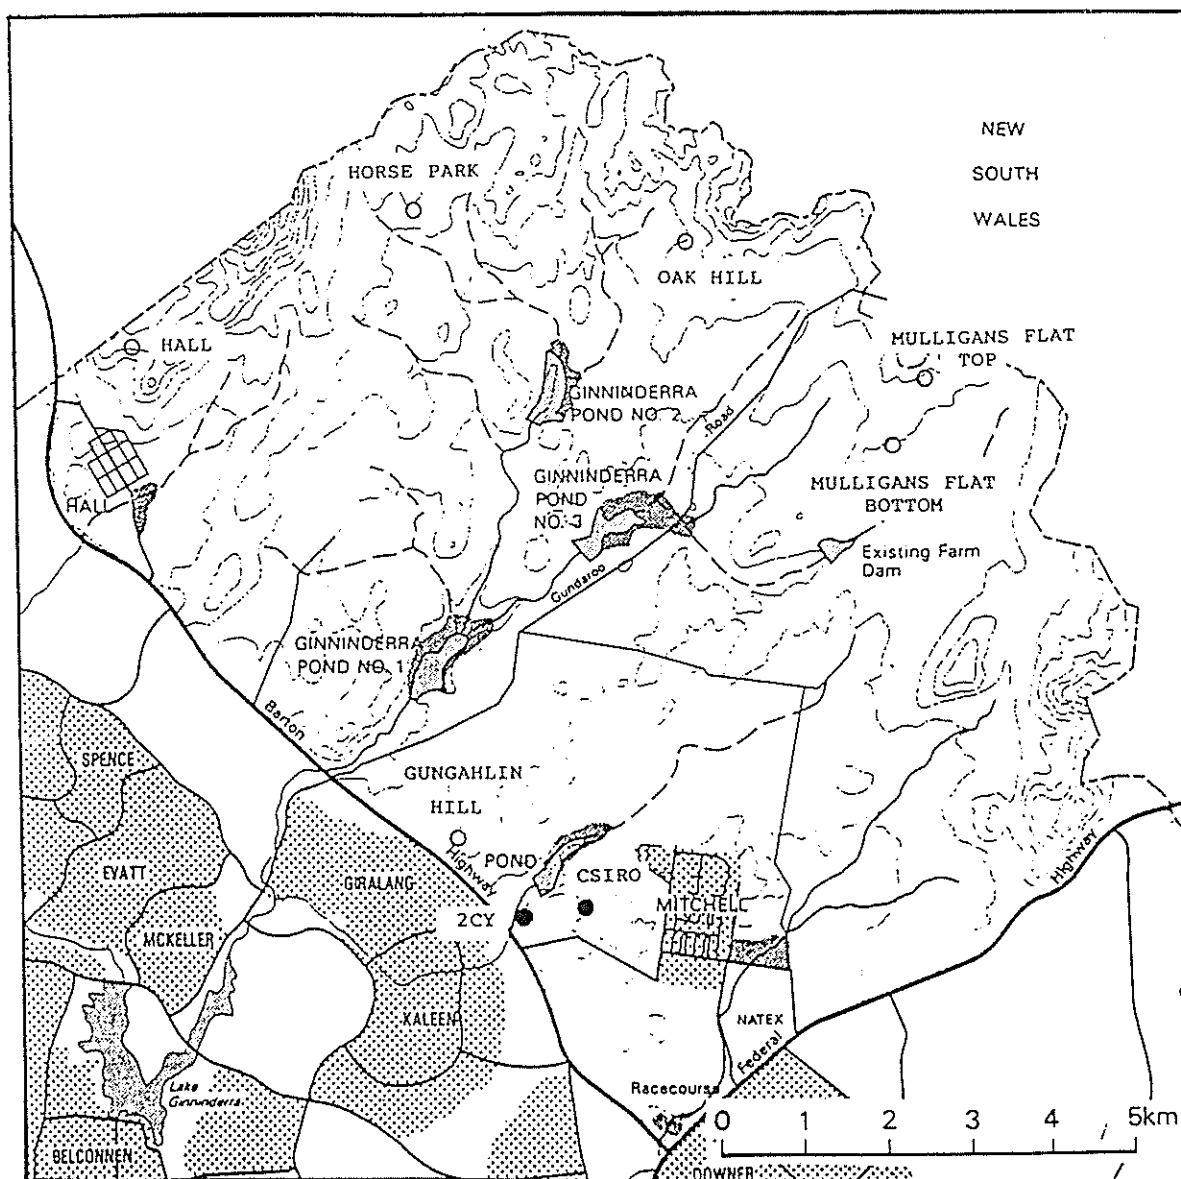 NEW
SOUTH
WALES
HORSE PARK
OAK HILL
HALL
MULLIGANS FLAT
TOP
GINNINDERRA
POND NO. 2
Road
GINNINDERRA
POND
NO. 3
HALL
MULLIGANS FLAT
BOTTOM
Existing Farm
Dam
Gundaroo
GINNINDERRA
POND NO. 1
Barton
SPENCE
GUNGAHLIN
HILL
Highway
POND
CSIRO
EVATT
GIRALANG
MITCHELL
2CY
MCKELLER
Highway
KALEEN
NATEX
Federal
Lake
Ginninderra
Racecourse
0 1 2 3 4 5km
BELCONNEN
DOWNER